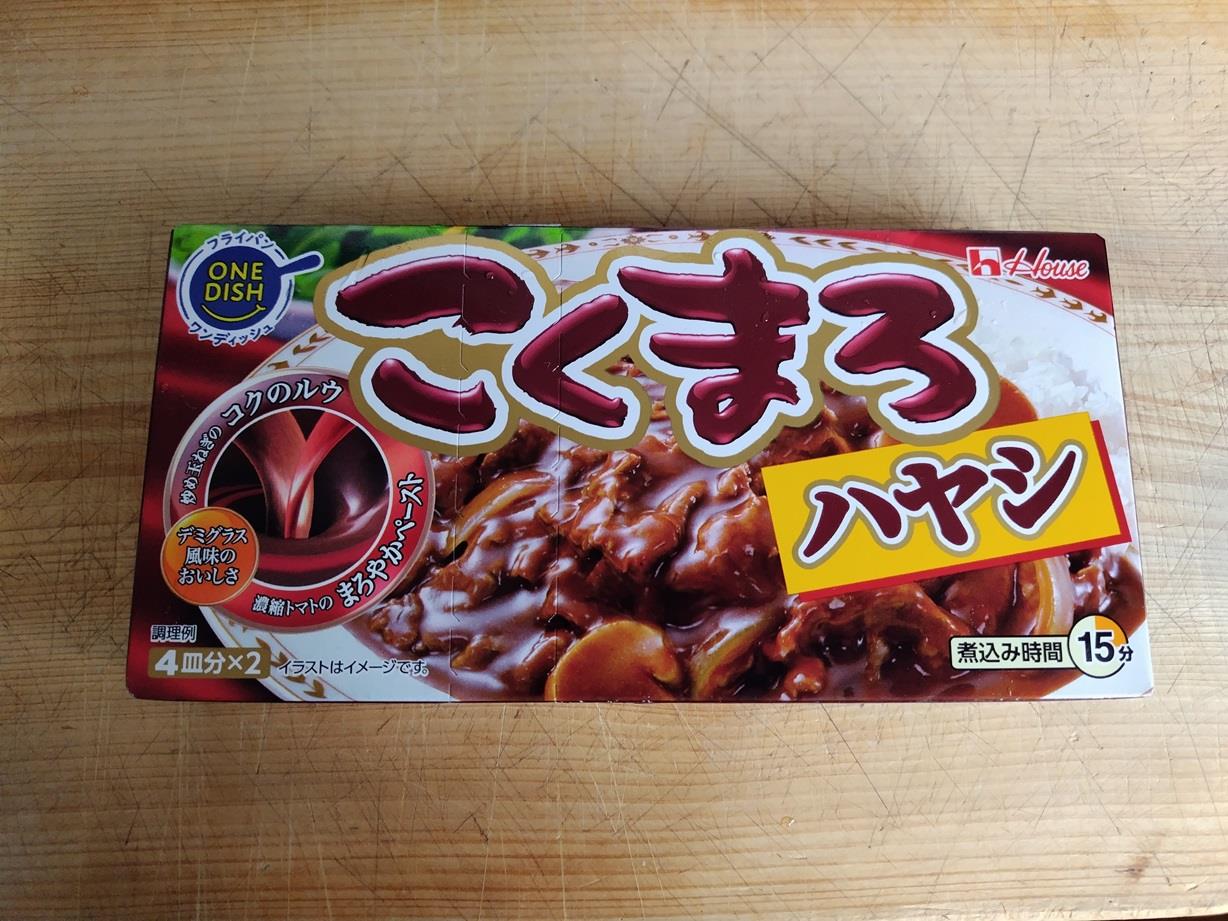 フライパン
ONE
DISH
ワンディッシュ
こくまろ
House
ハヤシ
炒め玉ねぎの コクのルゥ
濃縮トマトの まろやかペースト
デミグラス
風味の
おいしさ
調理例
4皿分×2
イラストはイメージです。
煮込み時間 15分